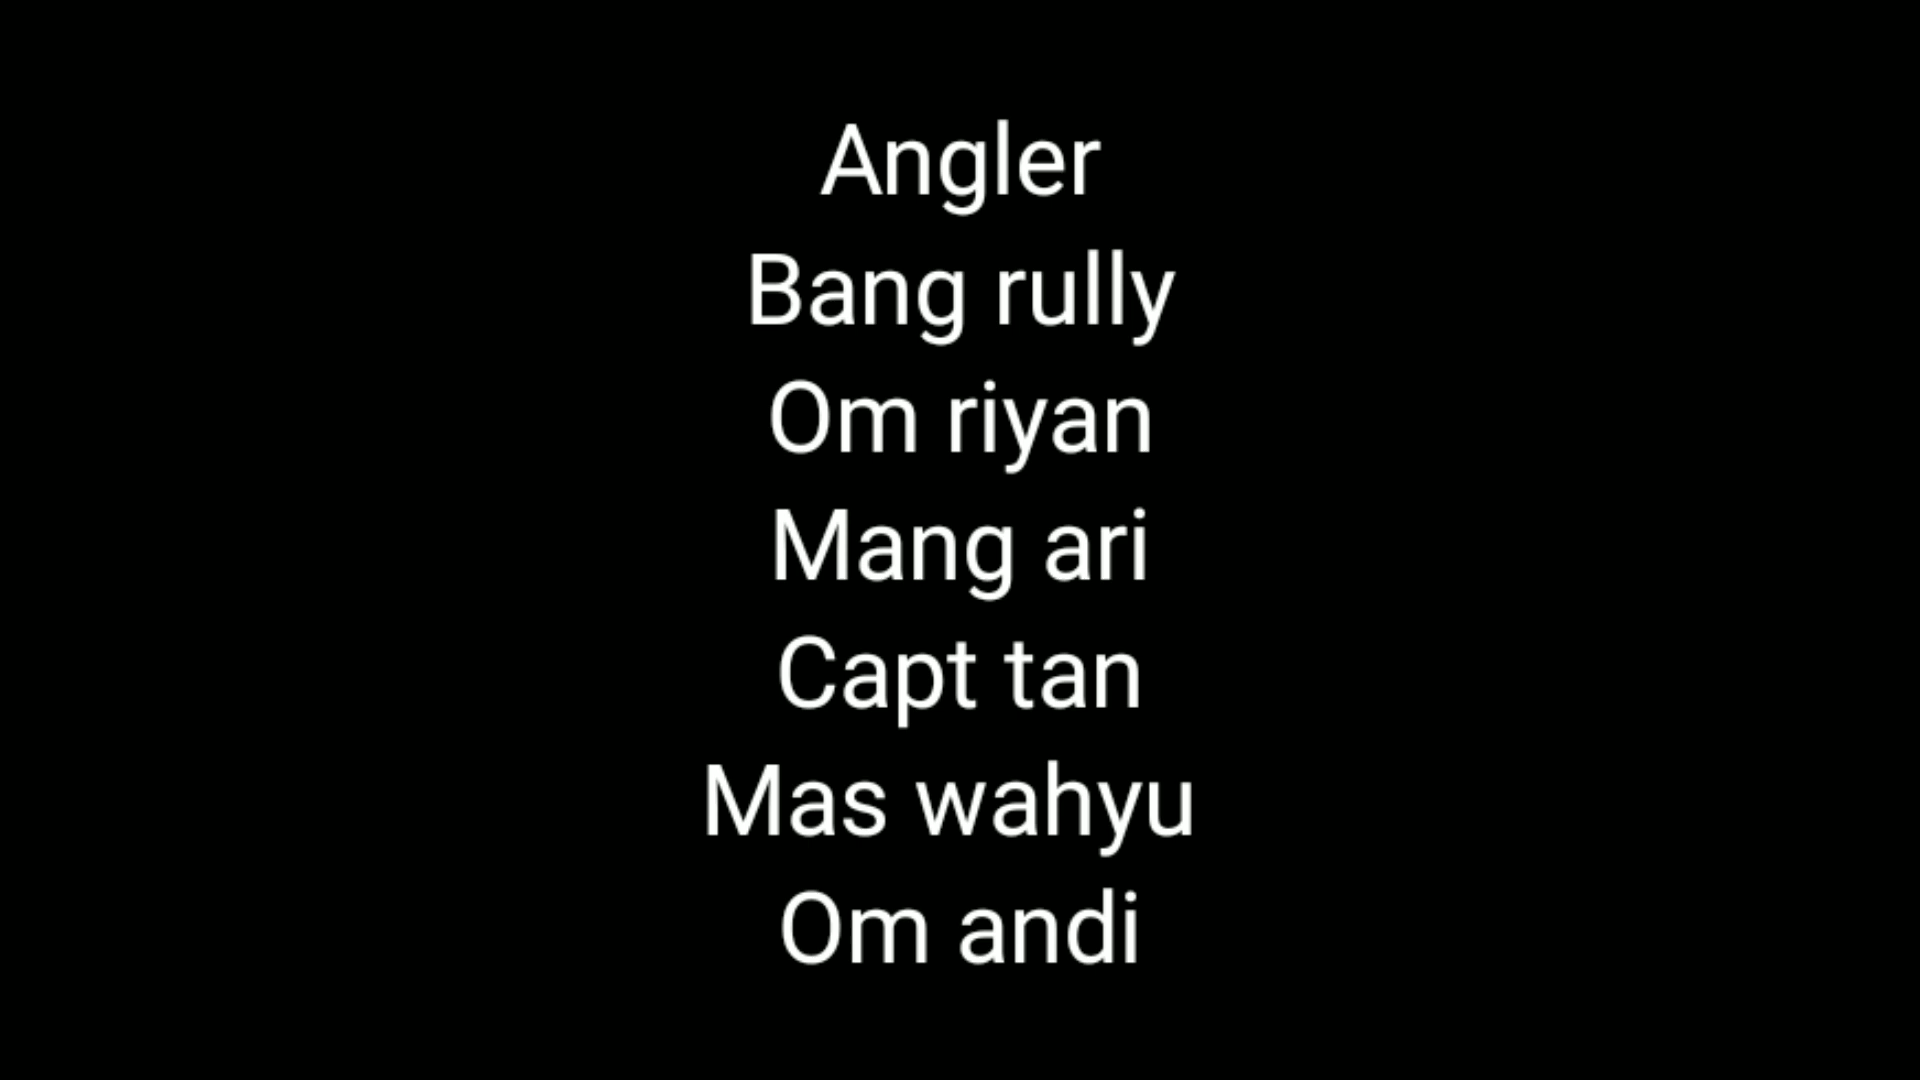 Angler
Bang rully
Om riyan
Mang ari
Capt tan
Mas wahyu
Om andi